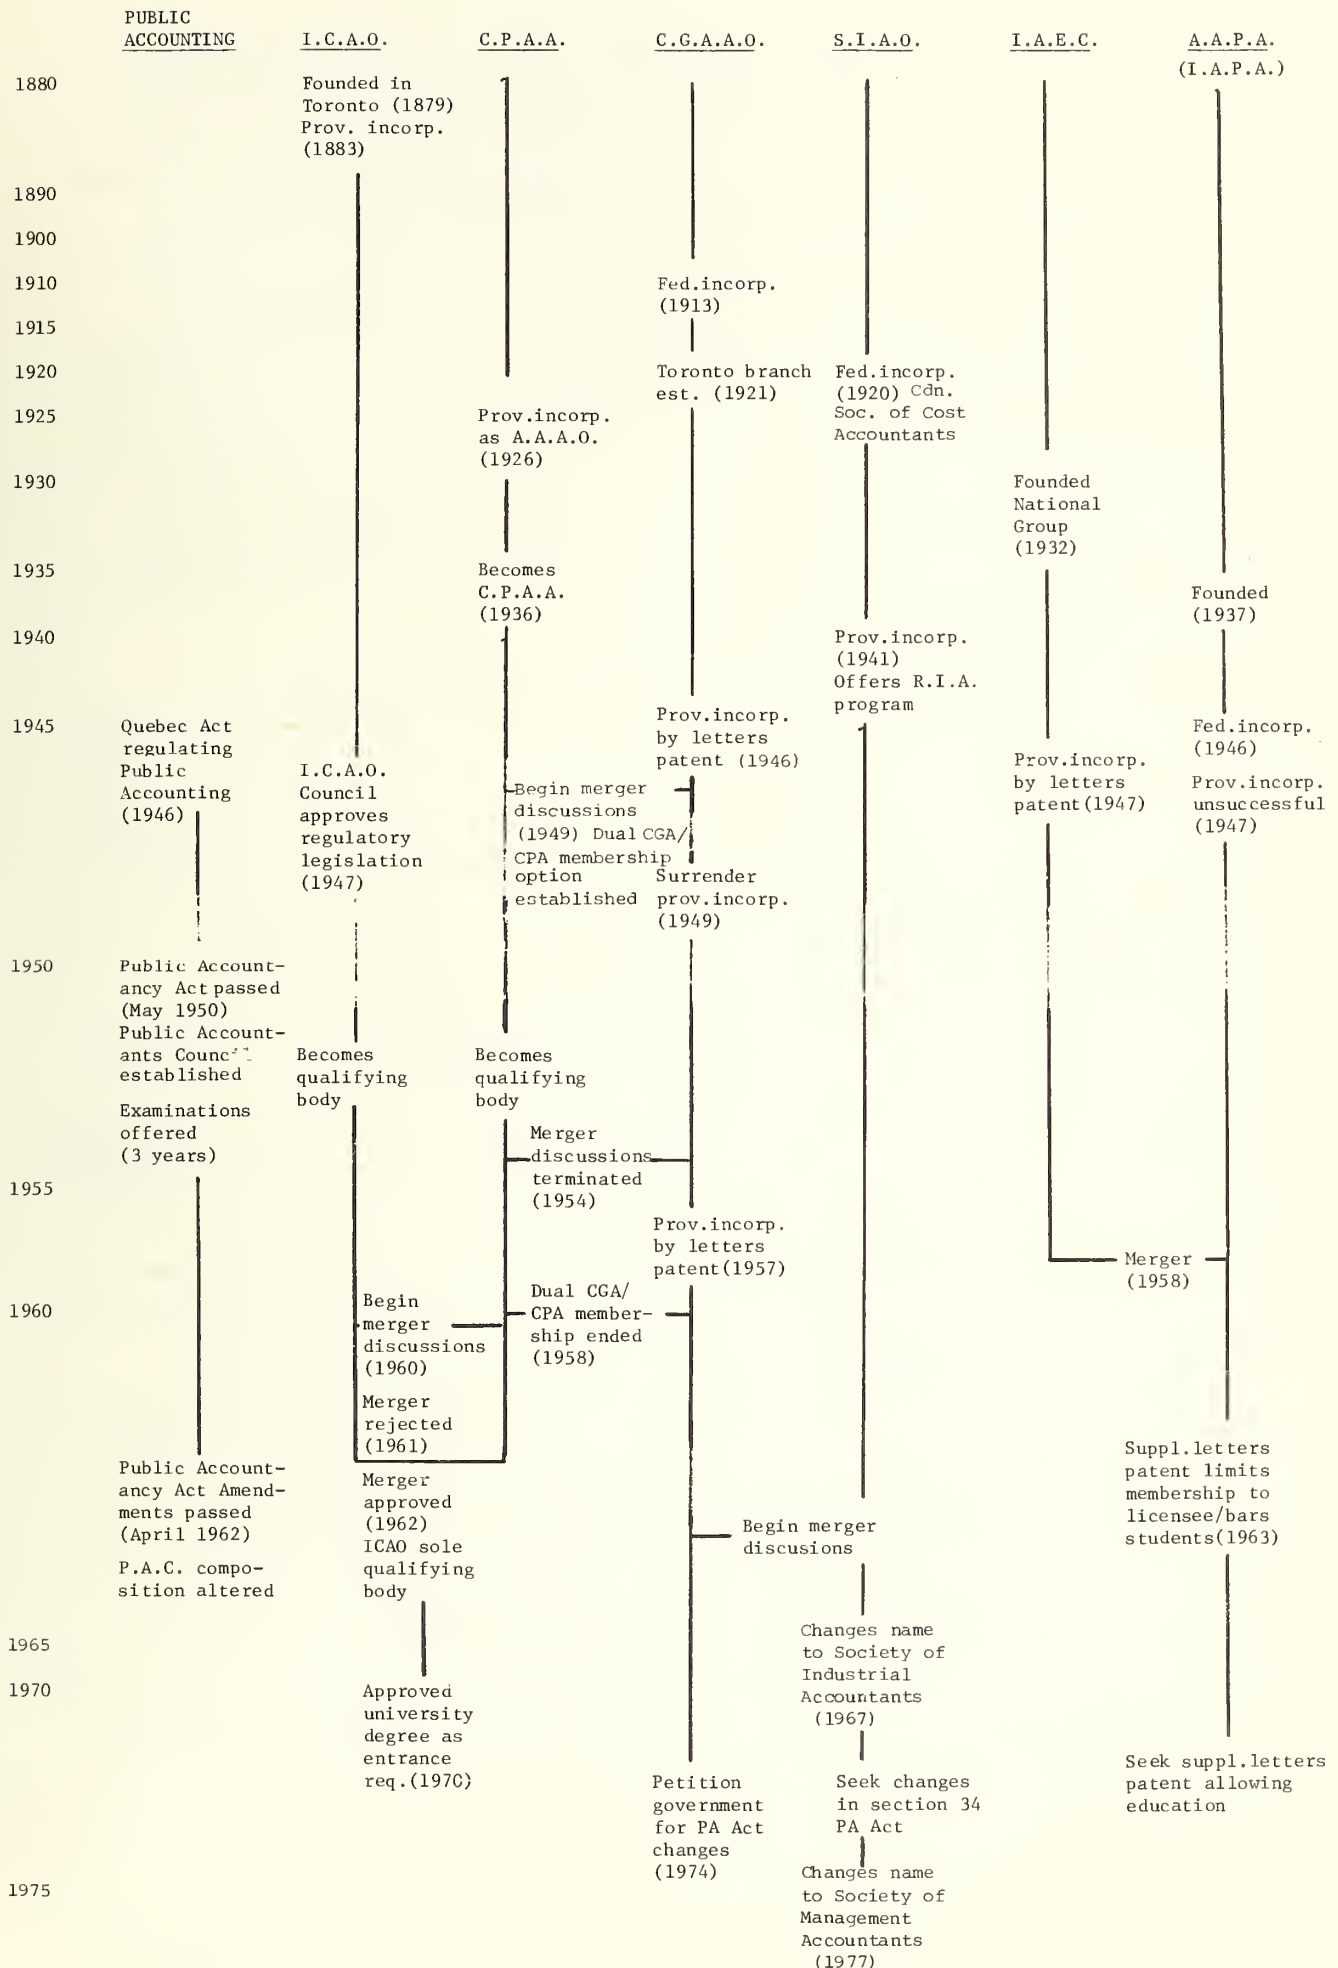 PUBLIC
ACCOUNTING
I.C.A.O.
C.P.A.A.
C.G.A.A.O.
S.I.A.O.
I.A.E.C.
A.A.P.A.
(I.A.P.A.)
1880
1890
1900
1910
1915
1920
1925
1930
1935
1940
1945
1950
1955
1960
1965
1970
1975
Quebec Act
regulating
Public
Accounting
(1946)
Public Account-
ancy Act passed
(May 1950)
Public Account-
ants
established
Examinations
offered
(3 years)
Public Account-
ancy Act Amend-
ments passed
(April 1962)
P.A.C. compo-
sition altered
Founded in
Toronto (1879)
Prov. incorp.
(1883)
I.C.A.O.
Council
approves
regulatory
legislation
(1947)
Becomes
qualifying
body
Begin
merger
discussions
(1960)
Merger
rejected
(1961)
Merger
approved
(1962)
ICAO sole
qualifying
body
Approved
university
degree as
entrance
req.(1970)
Prov.incorp.
as A.A.A.O.
(1926)
Becomes
C.P.A.A.
(1936)
Begin merger
discussions
(1949) Dual CGA/
CPA membership
option
established
Becomes
qualifying
body
Merger
discussions
terminated
(1954)
Dual CGA/
CPA member-
ship ended
(1958)
Fed.incorp.
(1913)
Toronto branch
est. (1921)
Prov.incorp.
by letters
patent (1946)
Surrender
prov.incorp.
(1949)
Prov.incorp.
by letters
patent(1957)
Begin merger
discusions
Petition
government
for PA Act
changes
(1974)
Fed.incorp.
(1920) Cdn.
Soc. of Cost
Accountants
Prov.incorp.
(1941)
Offers R.I.A.
program
Changes name
to Society of
Industrial
Accountants
(1967)
Seek changes
in section 34
PA Act
Changes name
to Society of
Management
Accountants
(1977)
Founded
National
Group
(1932)
Prov.incorp.
by letters
patent(1947)
Merger
(1958)
Founded
(1937)
Fed.incorp.
(1946)
Prov.incorp.
unsuccessful
(1947)
Suppl.letters
patent limits
membership to
licensee/bars
students(1963)
Seek suppl.letters
patent allowing
education